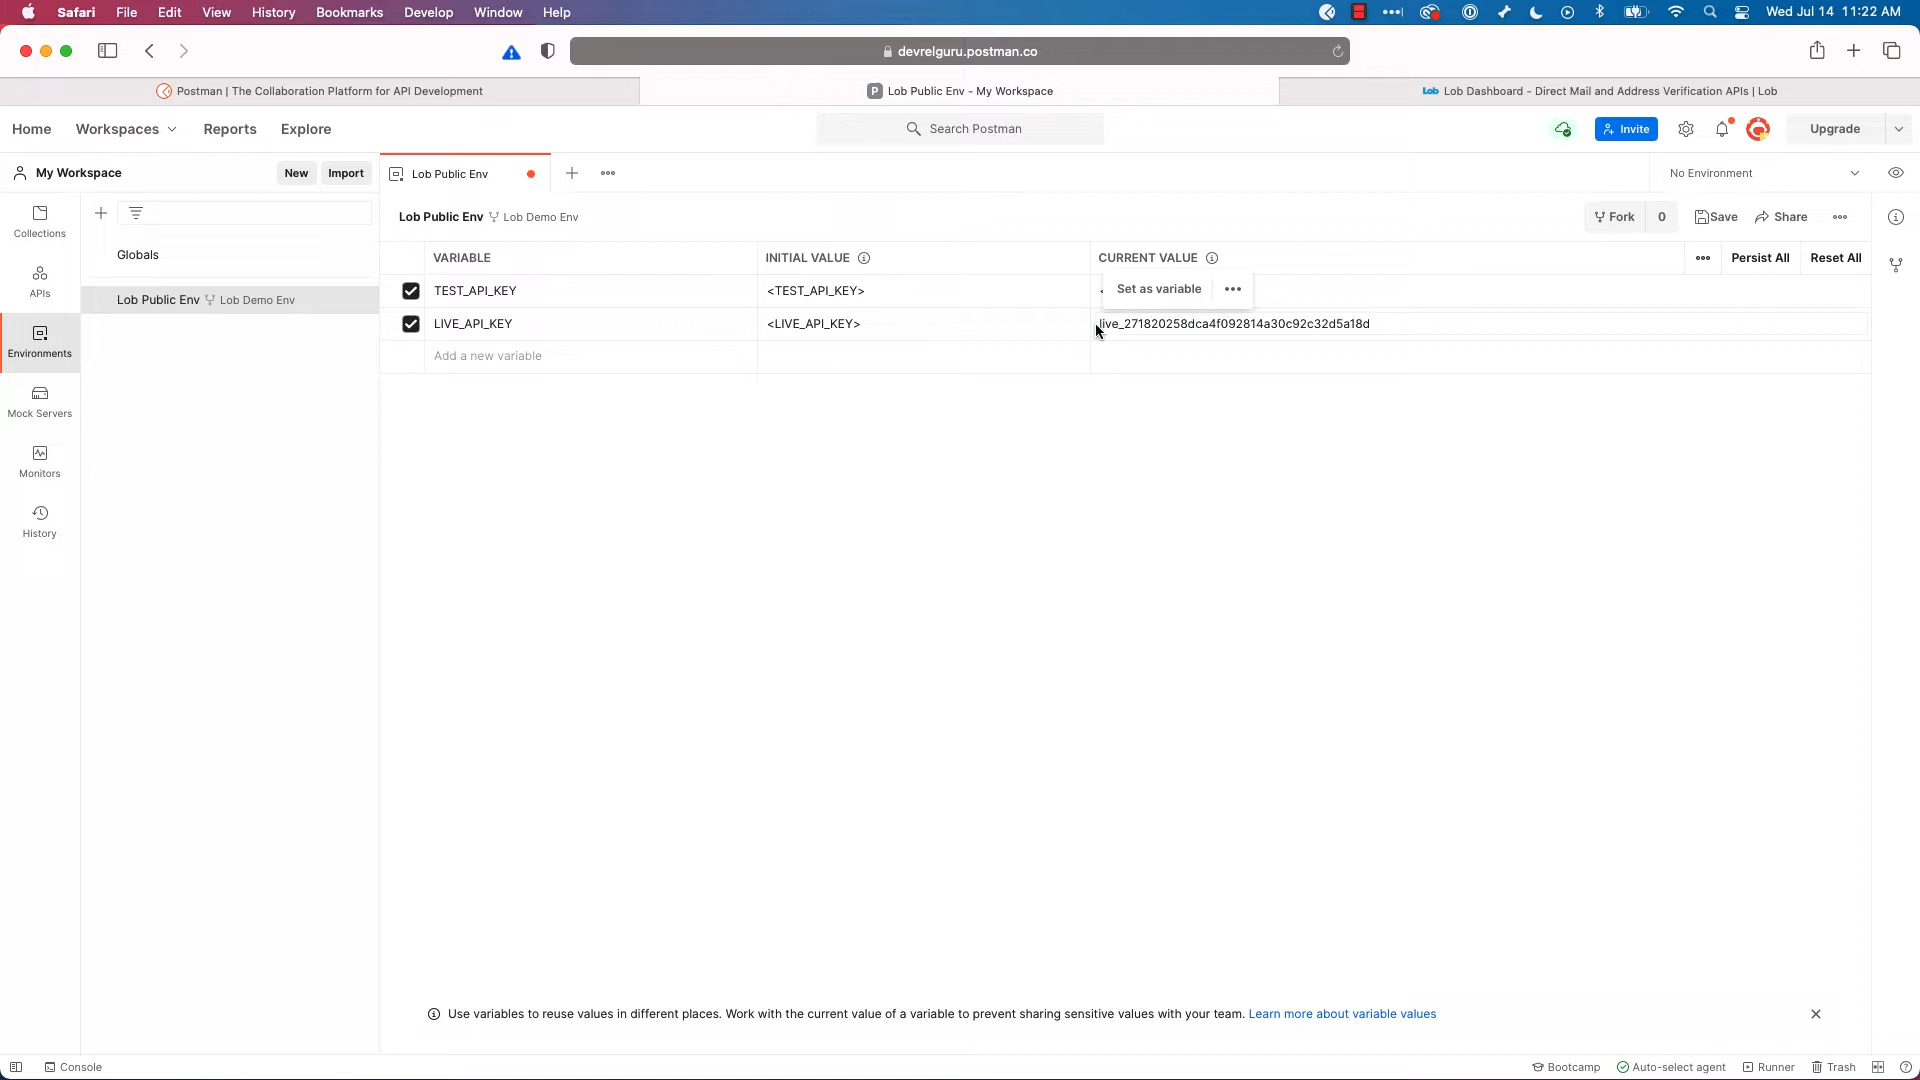 Safari File Edit View History Bookmarks Develop Window Help Wed Jul 14 11:22 AM
devrelguru.postman.co
Postman | The Collaboration Platform for API Development
P Lob Public Env - My Workspace
Lob Lob Dashboard - Direct Mail and Address Verification APIs | Lob
Home Workspaces Reports Explore Search Postman Invite Upgrade
My Workspace New Import
Lob Public Env
No Environment
Lob Public Env Lob Demo Env Fork 0 Save Share
Collections
APIs
Environments
Mock Servers
Monitors
History
Globals
Lob Public Env Lob Demo Env
VARIABLE INITIAL VALUE CURRENT VALUE Persist All Reset All
TEST_API_KEY <TEST_API_KEY> <
Set as variable
LIVE_API_KEY <LIVE_API_KEY> live_271820258dca4f092814a30c92c32d5a18d
Add a new variable
Use variables to reuse values in different places. Work with the current value of a variable to prevent sharing sensitive values with your team. Learn more about variable values
Console Bootcamp Auto-select agent Runner Trash